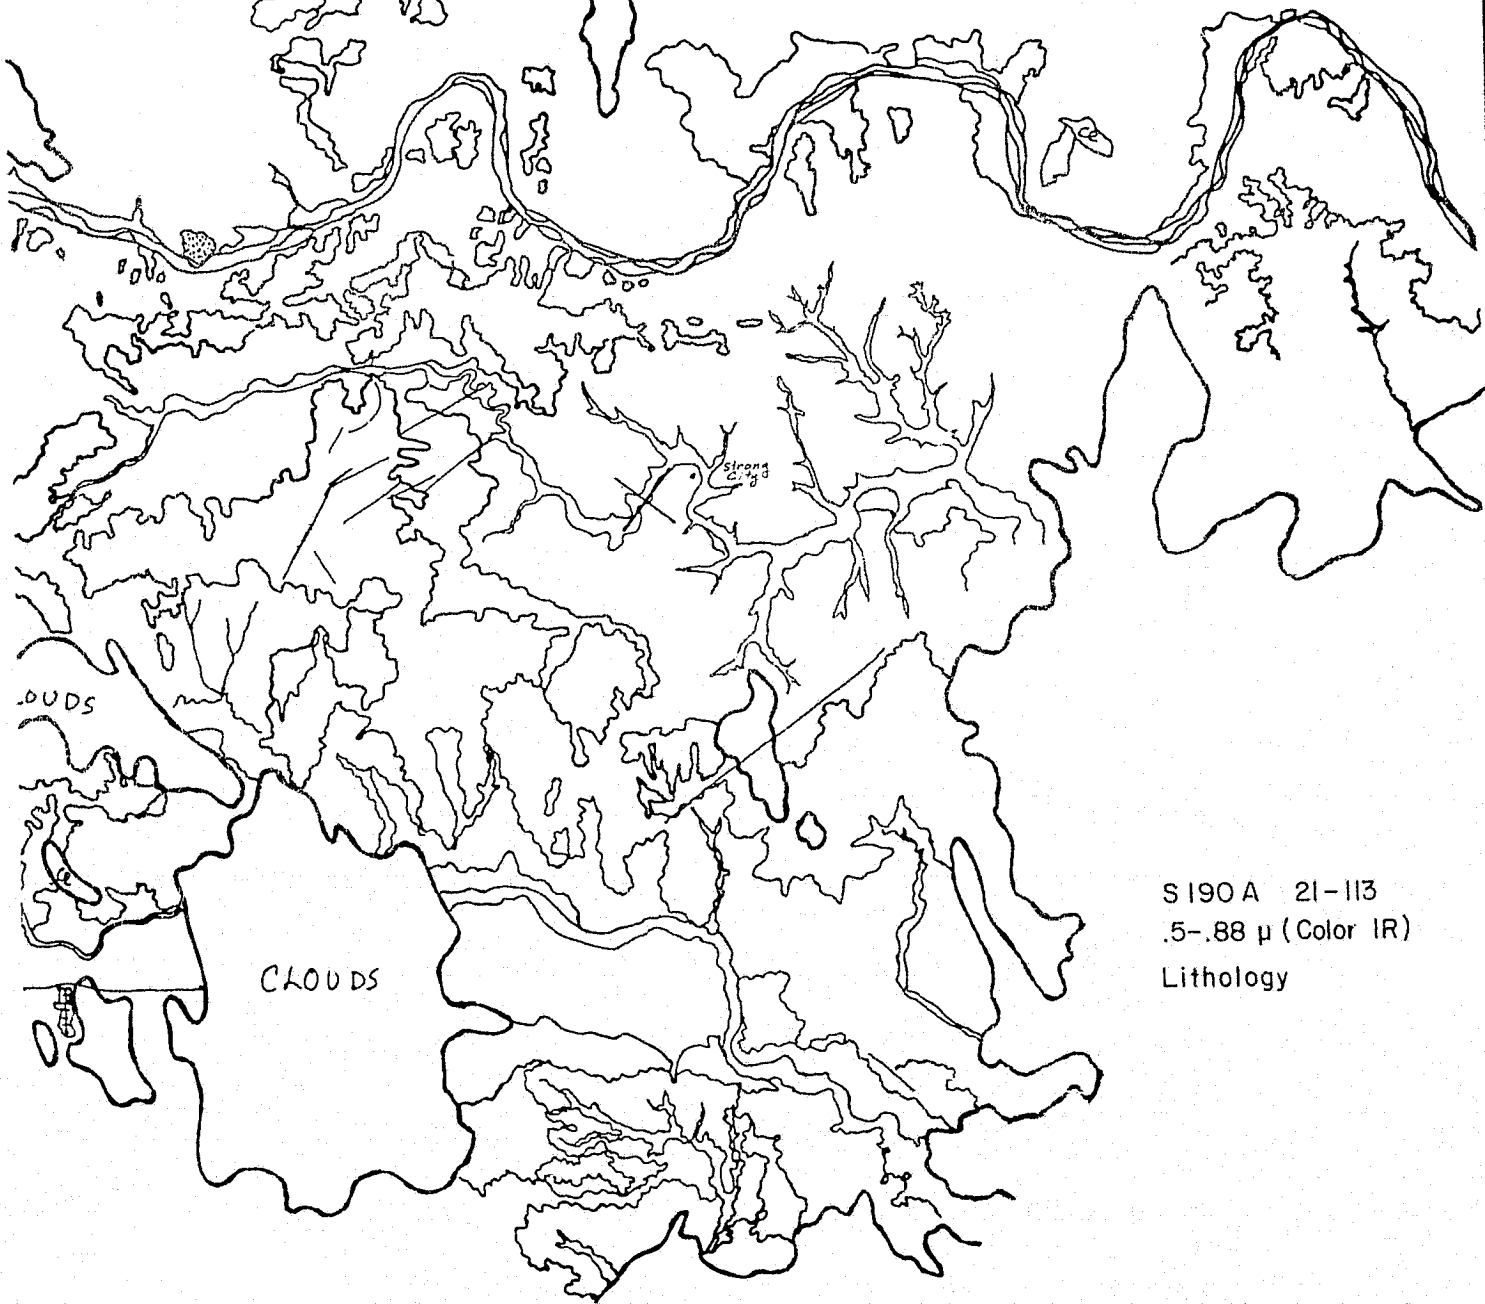 Strong
City
.OUDS
S190A 21-113
.5-.88 µ (Color IR)
Lithology
CLOUDS